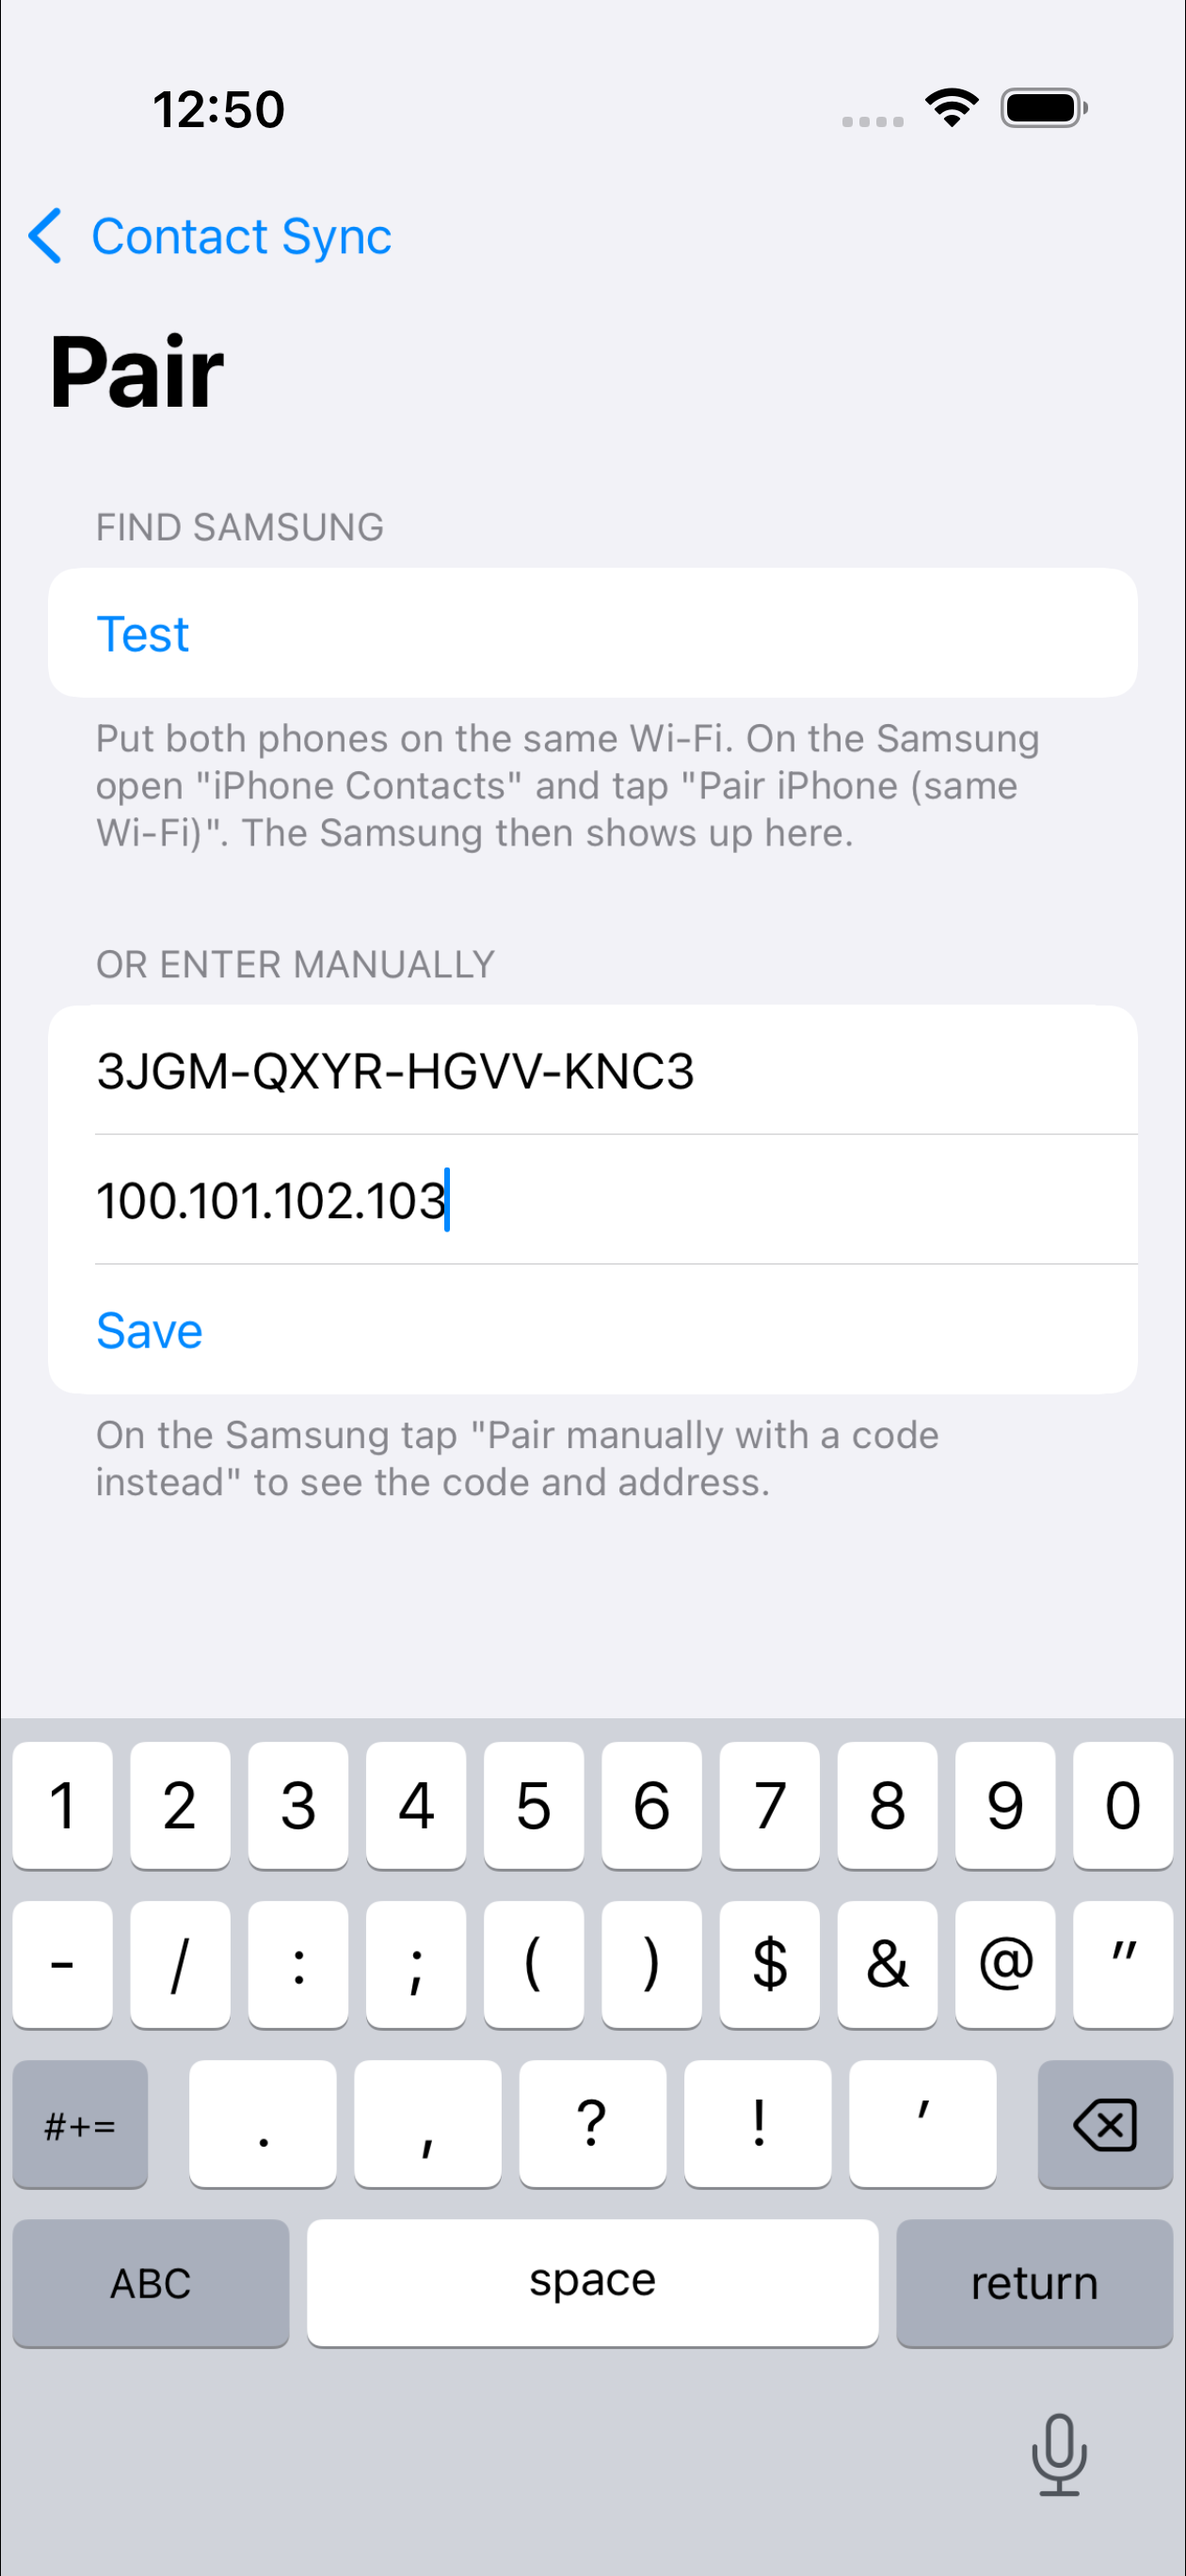 12:50
Contact Sync
Pair
FIND SAMSUNG
Test
Put both phones on the same Wi-Fi. On the Samsung
open "iPhone Contacts" and tap "Pair iPhone (same
Wi-Fi)". The Samsung then shows up here.
OR ENTER MANUALLY
3JGM-QXYR-HGVV-KNC3
100.101.102.103
Save
On the Samsung tap "Pair manually with a code
instead" to see the code and address.
1 2 3 4 5 6 7 8 9 0
- / : ; ( ) $ & @ "
#+= . , ? ! '
ABC space return